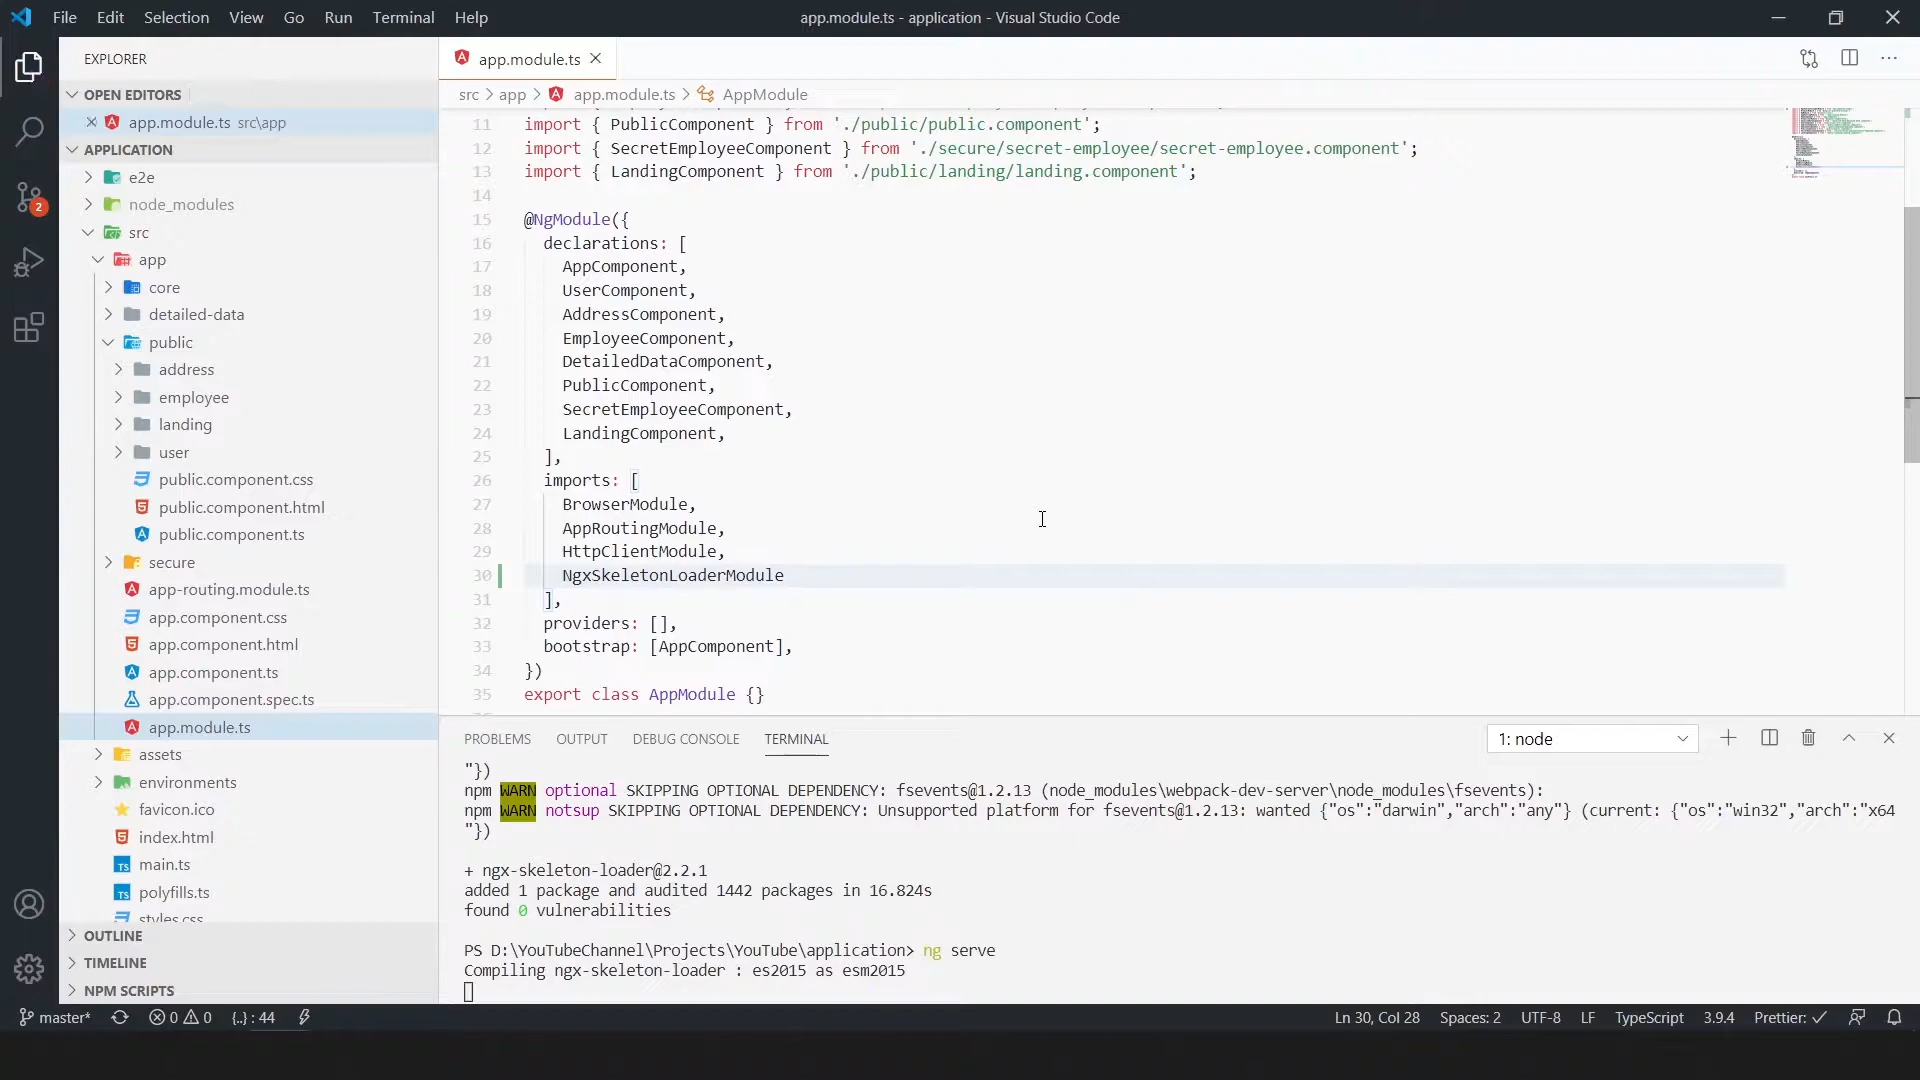 File Edit Selection View Go Run Terminal Help
app.module.ts - application - Visual Studio Code
EXPLORER
OPEN EDITORS
app.module.ts src\app
APPLICATION
e2e
node_modules
src
app
core
detailed-data
public
address
employee
landing
user
public.component.css
public.component.html
public.component.ts
secure
app-routing.module.ts
app.component.css
app.component.html
app.component.ts
app.component.spec.ts
app.module.ts
assets
environments
favicon.ico
index.html
main.ts
polyfills.ts
styles.css
OUTLINE
TIMELINE
NPM SCRIPTS
2
app.module.ts
src > app > app.module.ts > AppModule
11 import { PublicComponent } from './public/public.component';
12 import { SecretEmployeeComponent } from './secure/secret-employee/secret-employee.component';
13 import { LandingComponent } from './public/landing/landing.component';
14
15 @NgModule({
16 declarations: [
17 AppComponent,
18 UserComponent,
19 AddressComponent,
20 EmployeeComponent,
21 DetailedDataComponent,
22 PublicComponent,
23 SecretEmployeeComponent,
24 LandingComponent,
25 ],
26 imports: [
27 BrowserModule,
28 AppRoutingModule,
29 HttpClientModule,
30 NgxSkeletonLoaderModule
31 ],
32 providers: [],
33 bootstrap: [AppComponent],
34 })
35 export class AppModule {}
PROBLEMS OUTPUT DEBUG CONSOLE TERMINAL
1: node
"})
npm WARN optional SKIPPING OPTIONAL DEPENDENCY: fsevents@1.2.13 (node_modules\webpack-dev-server\node_modules\fsevents):
npm WARN notsup SKIPPING OPTIONAL DEPENDENCY: Unsupported platform for fsevents@1.2.13: wanted {"os":"darwin","arch":"any"} (current: {"os":"win32","arch":"x64
"})
+ ngx-skeleton-loader@2.2.1
added 1 package and audited 1442 packages in 16.824s
found 0 vulnerabilities
PS D:\YouTubeChannel\Projects\YouTube\application> ng serve
Compiling ngx-skeleton-loader : es2015 as esm2015
master* 0 0 {..} : 44
Ln 30, Col 28 Spaces: 2 UTF-8 LF TypeScript 3.9.4 Prettier: ✓